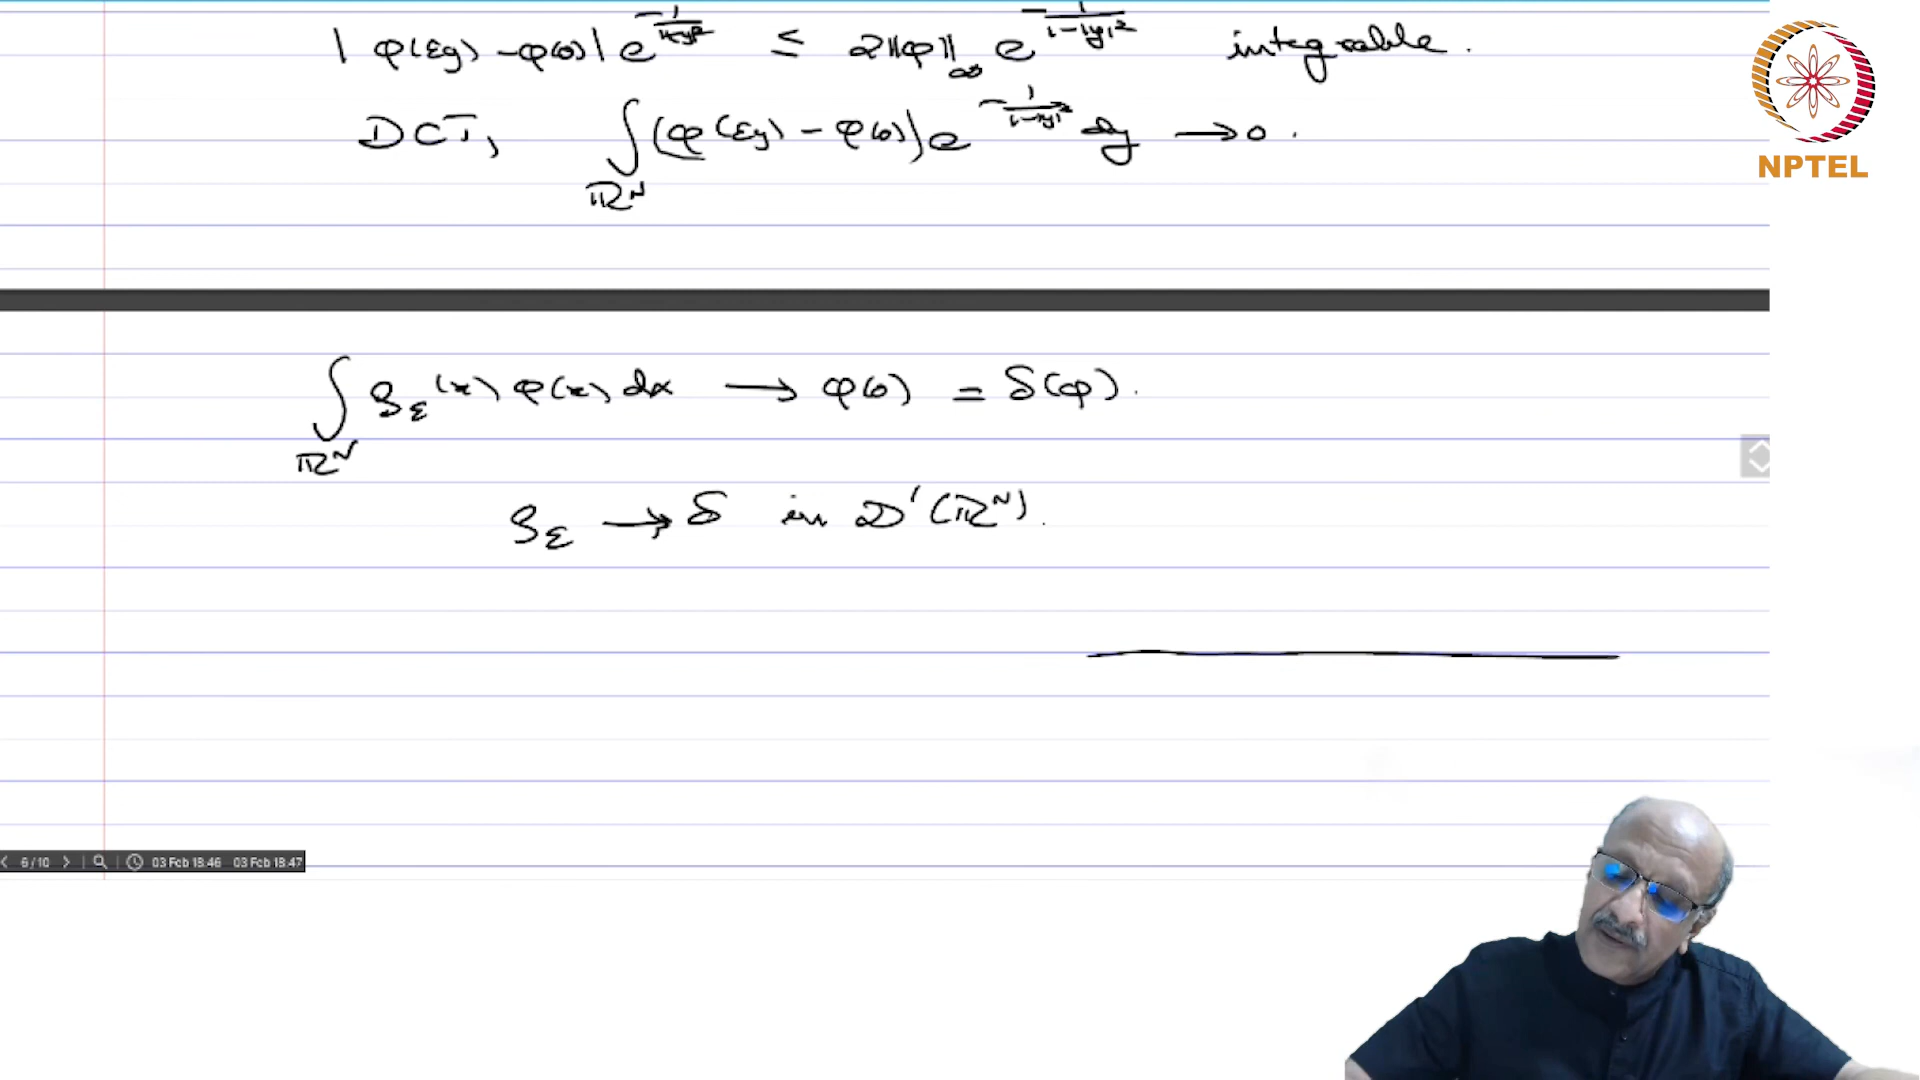 | φ(εy) - φ(0) | e^{-1/(1-|y|²)} ≤ 2||φ||_∞ e^{-1/(1-|y|²)} integrable.
DCT, ∫_{ℝ^N} (φ(εy) - φ(0)) e^{-1/(1-|y|²)} dy → 0.
NPTEL
∫_{ℝ^N} ρ_ε(x) φ(x) dx → φ(0) = δ(φ).
ρ_ε → δ in 𝒟'(ℝ^N).
6/10 03 Feb 18:46 03 Feb 18:47